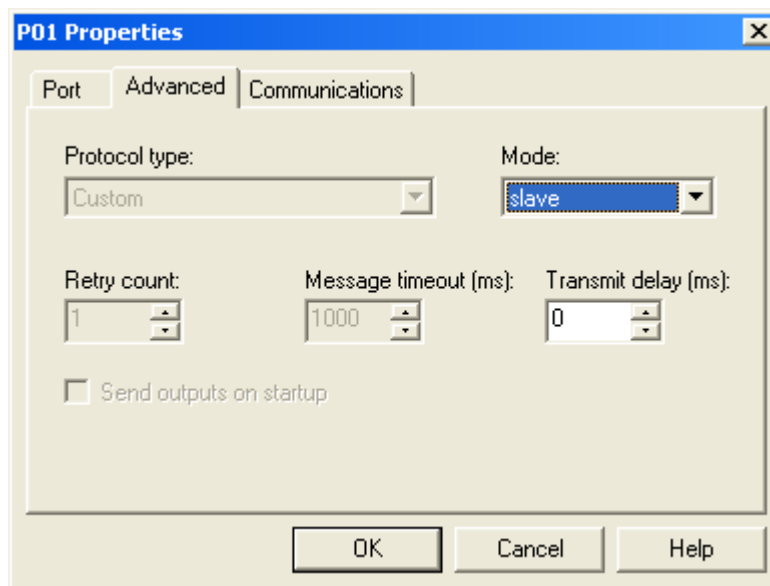 P01 Properties
Port Advanced Communications
Protocol type: Mode:
Custom slave
Retry count: Message timeout (ms): Transmit delay (ms):
1 1000 0
Send outputs on startup
OK Cancel Help